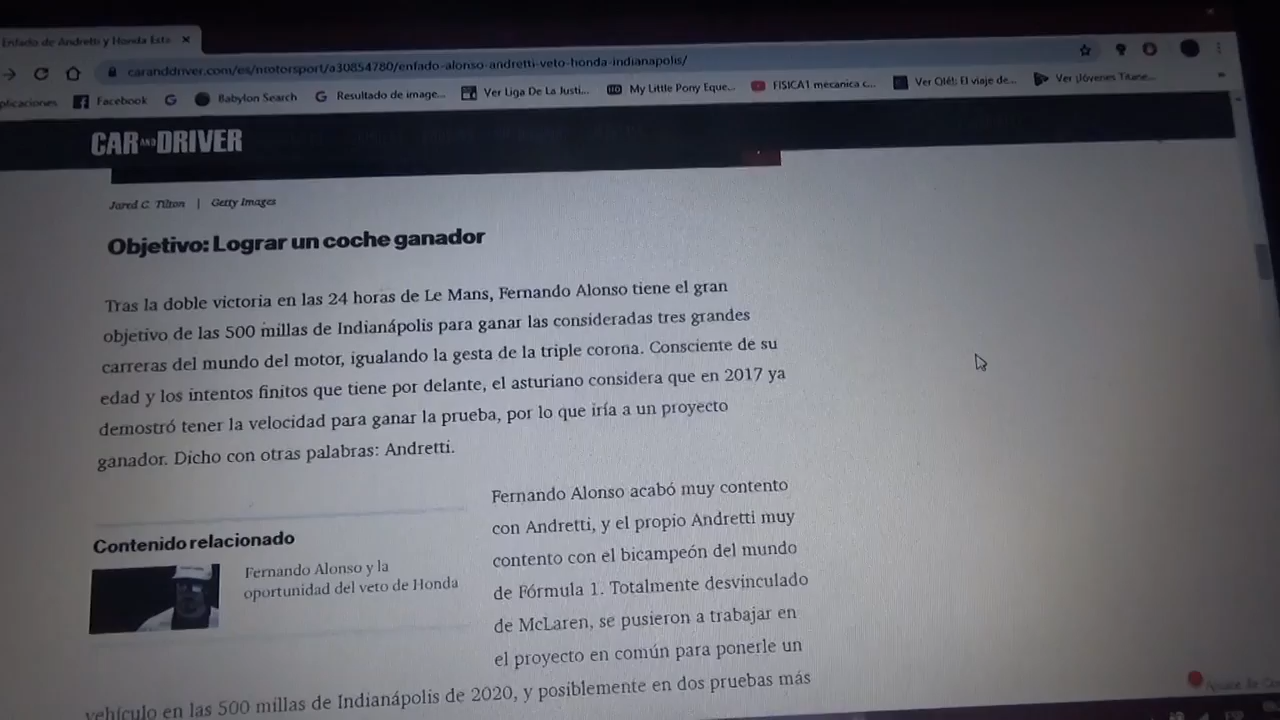 Enfado de Andretti y Honda Esta
caranddriver.com/es/motorsport/a30854780/enfado-alonso-andretti-veto-honda-indianapolis/
plicaciones Facebook G Babylon Search Resultado de image... Ver Liga De La Justi... My Little Pony Eque... FISICA1 mecanica c... Ver Olé!: El viaje de... Ver ¡Jóvenes Titane...
CAR AND DRIVER
Jared C. Tilton | Getty Images
Objetivo: Lograr un coche ganador
Tras la doble victoria en las 24 horas de Le Mans, Fernando Alonso tiene el gran
objetivo de las 500 millas de Indianápolis para ganar las consideradas tres grandes
carreras del mundo del motor, igualando la gesta de la triple corona. Consciente de su
edad y los intentos finitos que tiene por delante, el asturiano considera que en 2017 ya
demostró tener la velocidad para ganar la prueba, por lo que iría a un proyecto
ganador. Dicho con otras palabras: Andretti.
Contenido relacionado
Fernando Alonso y la
oportunidad del veto de Honda
Fernando Alonso acabó muy contento
con Andretti, y el propio Andretti muy
contento con el bicampeón del mundo
de Fórmula 1. Totalmente desvinculado
de McLaren, se pusieron a trabajar en
el proyecto en común para ponerle un
vehículo en las 500 millas de Indianápolis de 2020, y posiblemente en dos pruebas más